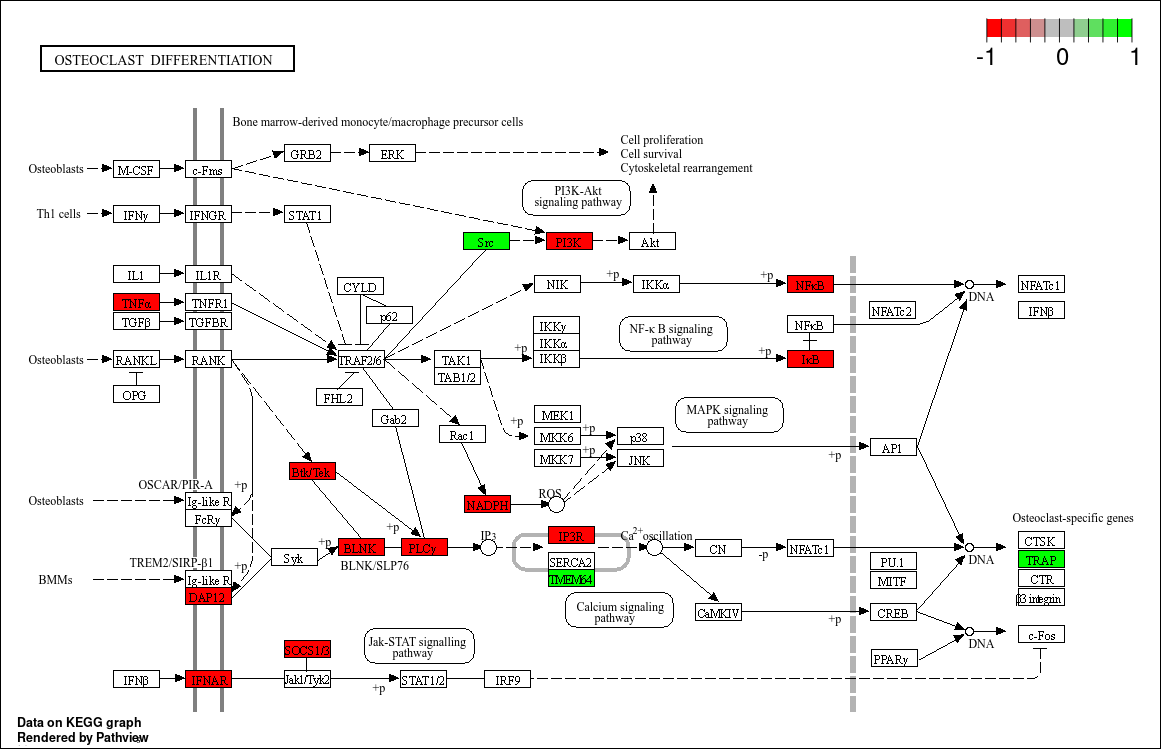 -1 0 1
OSTEOCLAST DIFFERENTIATION
Bone marrow-derived monocyte/macrophage precursor cells
Cell proliferation
Cell survival
Cytoskeletal rearrangement
GRB2
ERK
Osteoblasts
M-CSF
c-Fms
PI3K-Akt
signaling pathway
Th1 cells
IFNγ
IFNGR
STAT1
Src
PI3K
Akt
IL1
IL1R
CYLD
NIK
+p
IKKα
+p
NFκB
NFATc1
DNA
TNFα
TNFR1
p62
NFATc2
IFNβ
TGFβ
TGFBR
IKKγ
IKKα
IKKβ
NF-κ B signaling
pathway
NFκB
Osteoblasts
RANKL
RANK
TRAF2/6
TAK1
TAB1/2
+p
+p
IκB
OPG
FHL2
Gab2
Rac1
MEK1
MKK6
MKK7
+p
+p
+p
p38
JNK
MAPK signaling
pathway
+p
AP1
Btk/Tek
OSCAR/PIR-A
+p
Osteoblasts
Ig-like R
FcRγ
NADPH
ROS
Syk
+p
BLNK
+p
PLCγ
BLNK/SLP76
IP3
IP3R
SERCA2
TMEM64
Ca2+ oscillation
CN
-p
NFATc1
DNA
Osteoclast-specific genes
CTSK
TRAP
CTR
β3 integrin
PU.1
MITF
TREM2/SIRP-β1
+p
BMMs
Ig-like R
DAP12
Calcium signaling
pathway
CaMKIV
+p
CREB
DNA
c-Fos
PPARγ
SOCS1/3
Jak-STAT signalling
pathway
IFNβ
IFNAR
Jak1/Tyk2
+p
STAT1/2
IRF9
Data on KEGG graph
Rendered by Pathview